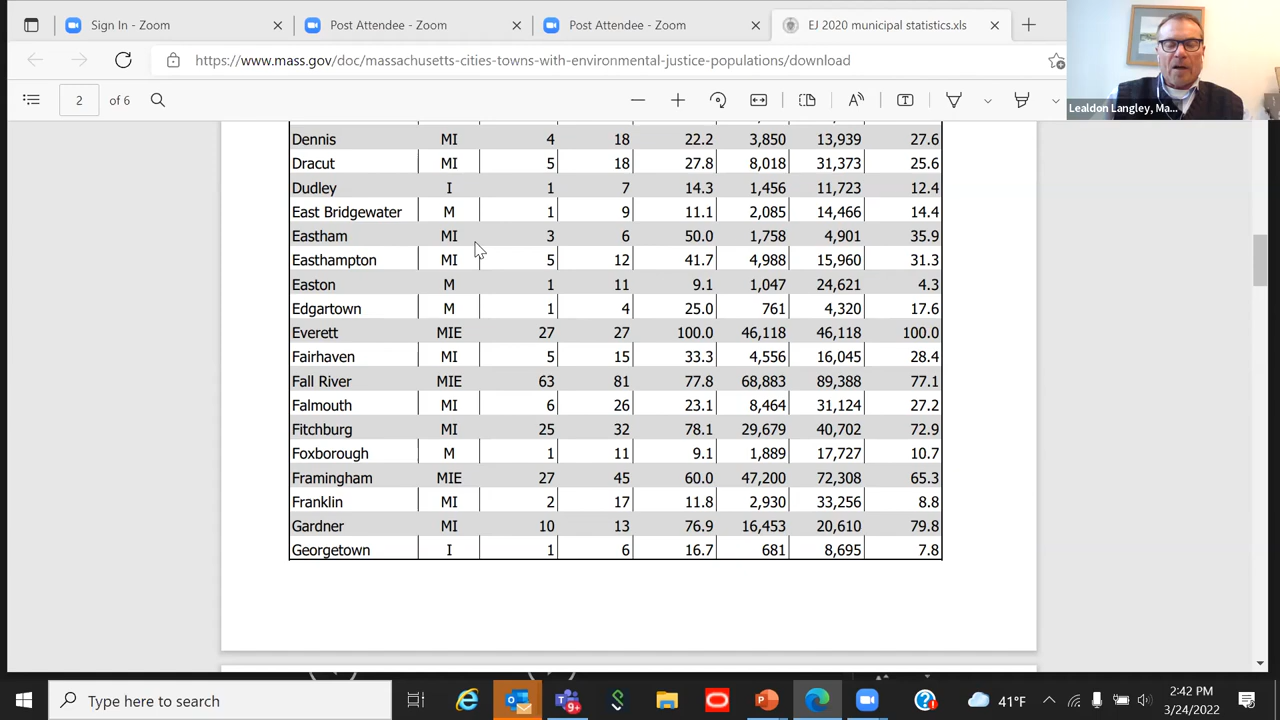 Sign In - Zoom
Post Attendee - Zoom
Post Attendee - Zoom
EJ 2020 municipal statistics.xls
https://www.mass.gov/doc/massachusetts-cities-towns-with-environmental-justice-populations/download
2 of 6
Lealdon Langley, Ma...
Dennis MI 4 18 22.2 3,850 13,939 27.6
Dracut MI 5 18 27.8 8,018 31,373 25.6
Dudley I 1 7 14.3 1,456 11,723 12.4
East Bridgewater M 1 9 11.1 2,085 14,466 14.4
Eastham MI 3 6 50.0 1,758 4,901 35.9
Easthampton MI 5 12 41.7 4,988 15,960 31.3
Easton M 1 11 9.1 1,047 24,621 4.3
Edgartown M 1 4 25.0 761 4,320 17.6
Everett MIE 27 27 100.0 46,118 46,118 100.0
Fairhaven MI 5 15 33.3 4,556 16,045 28.4
Fall River MIE 63 81 77.8 68,883 89,388 77.1
Falmouth MI 6 26 23.1 8,464 31,124 27.2
Fitchburg MI 25 32 78.1 29,679 40,702 72.9
Foxborough M 1 11 9.1 1,889 17,727 10.7
Framingham MIE 27 45 60.0 47,200 72,308 65.3
Franklin MI 2 17 11.8 2,930 33,256 8.8
Gardner MI 10 13 76.9 16,453 20,610 79.8
Georgetown I 1 6 16.7 681 8,695 7.8
Type here to search
9+
41°F
2:42 PM
3/24/2022